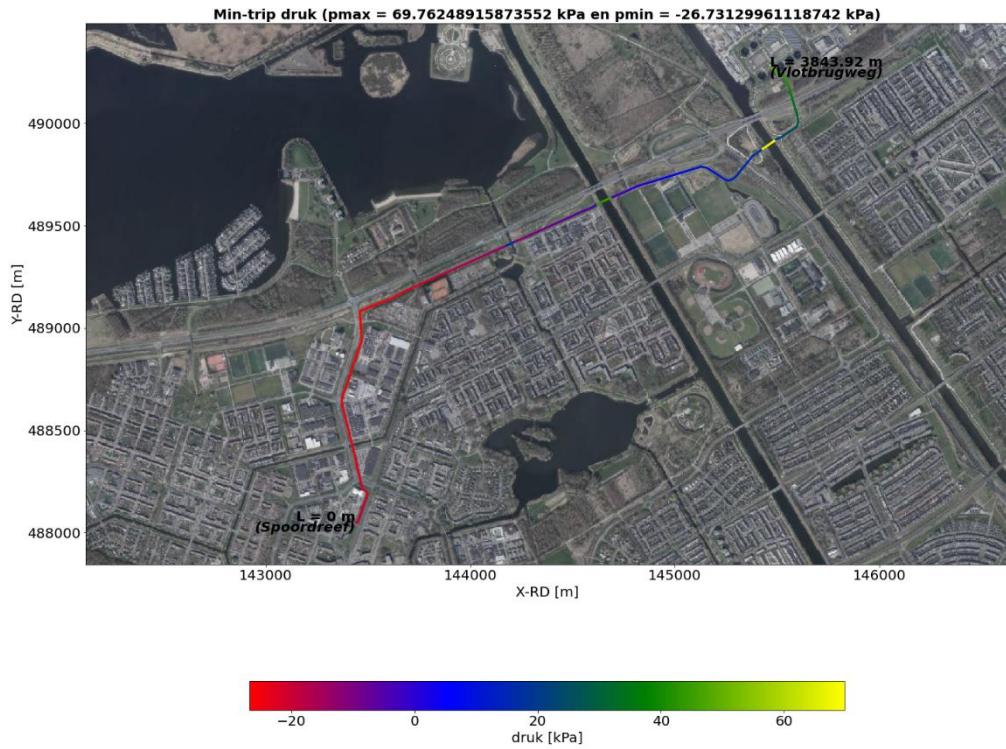 Min-trip druk (pmax = 69.76248915873552 kPa en pmin = -26.73129961118742 kPa)
L = 3843.92 m
(Vlotbrugweg)
490000
489500
489000
488500
488000
Y-RD [m]
L = 0 m
(Spoordreef)
143000 144000 145000 146000
X-RD [m]
−20 0 20 40 60
druk [kPa]